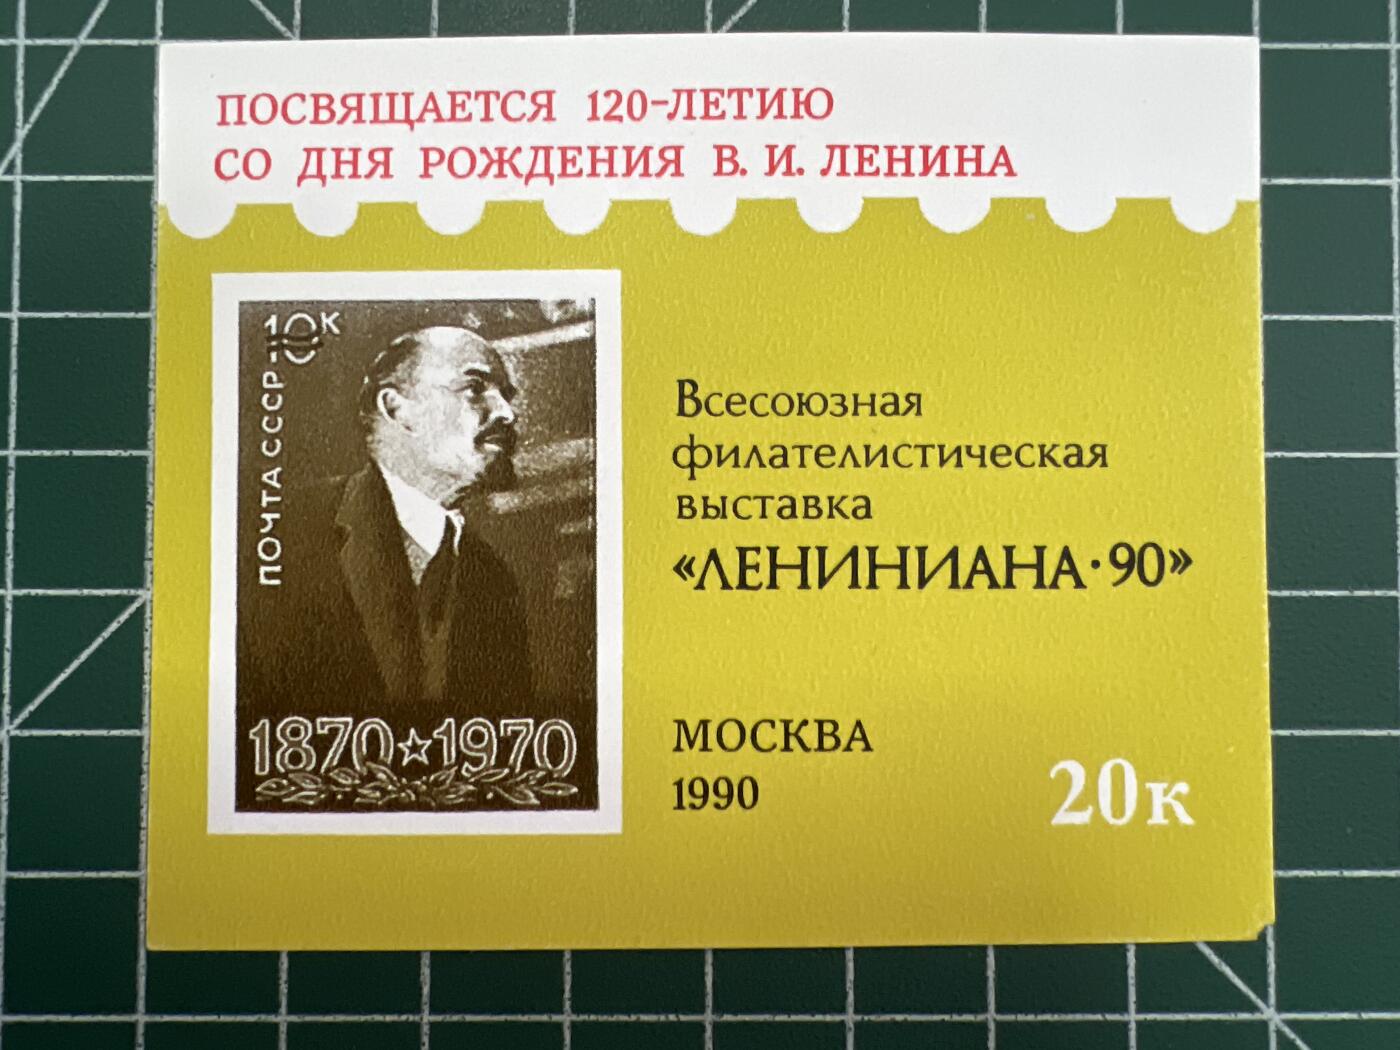 ПОСВЯЩАЕТСЯ 120-ЛЕТИЮ
СО ДНЯ РОЖДЕНИЯ В. И. ЛЕНИНА
10К
ПОЧТА СССР
1870☆1970
Всесоюзная
филателистическая
выставка
«ЛЕНИНИАНА·90»
МОСКВА
1990
20к